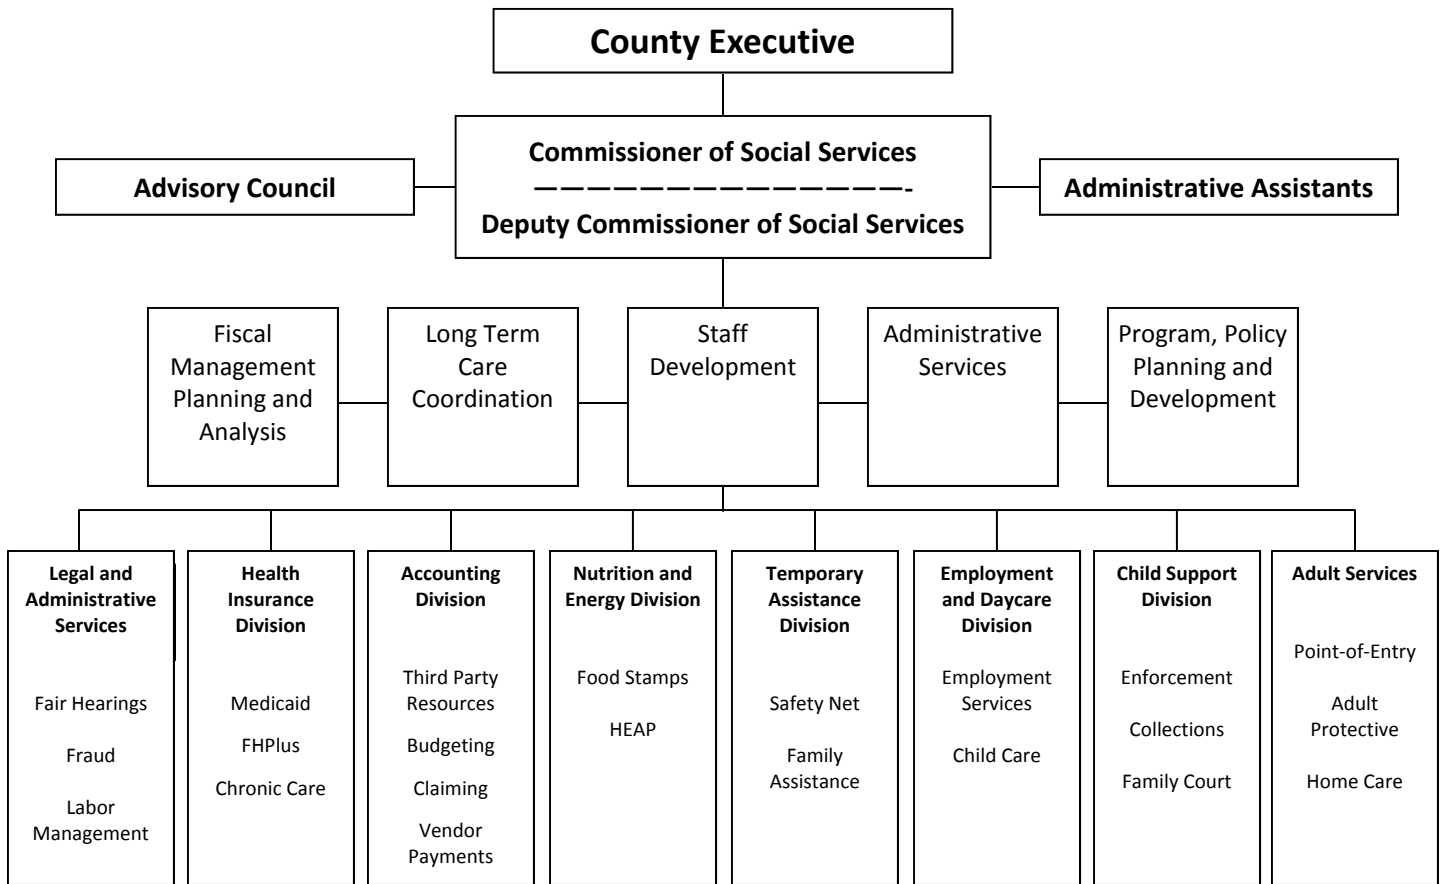 County Executive
Commissioner of Social Services
——————————————-
Deputy Commissioner of Social Services
Advisory Council
Administrative Assistants
Fiscal
Management
Planning and
Analysis
Long Term
Care
Coordination
Staff
Development
Administrative
Services
Program, Policy
Planning and
Development
Legal and
Administrative
Services
Fair Hearings
Fraud
Labor
Management
Health
Insurance
Division
Medicaid
FHPlus
Chronic Care
Accounting
Division
Third Party
Resources
Budgeting
Claiming
Vendor
Payments
Nutrition and
Energy Division
Food Stamps
HEAP
Temporary
Assistance
Division
Safety Net
Family
Assistance
Employment
and Daycare
Division
Employment
Services
Child Care
Child Support
Division
Enforcement
Collections
Family Court
Adult Services
Point-of-Entry
Adult
Protective
Home Care